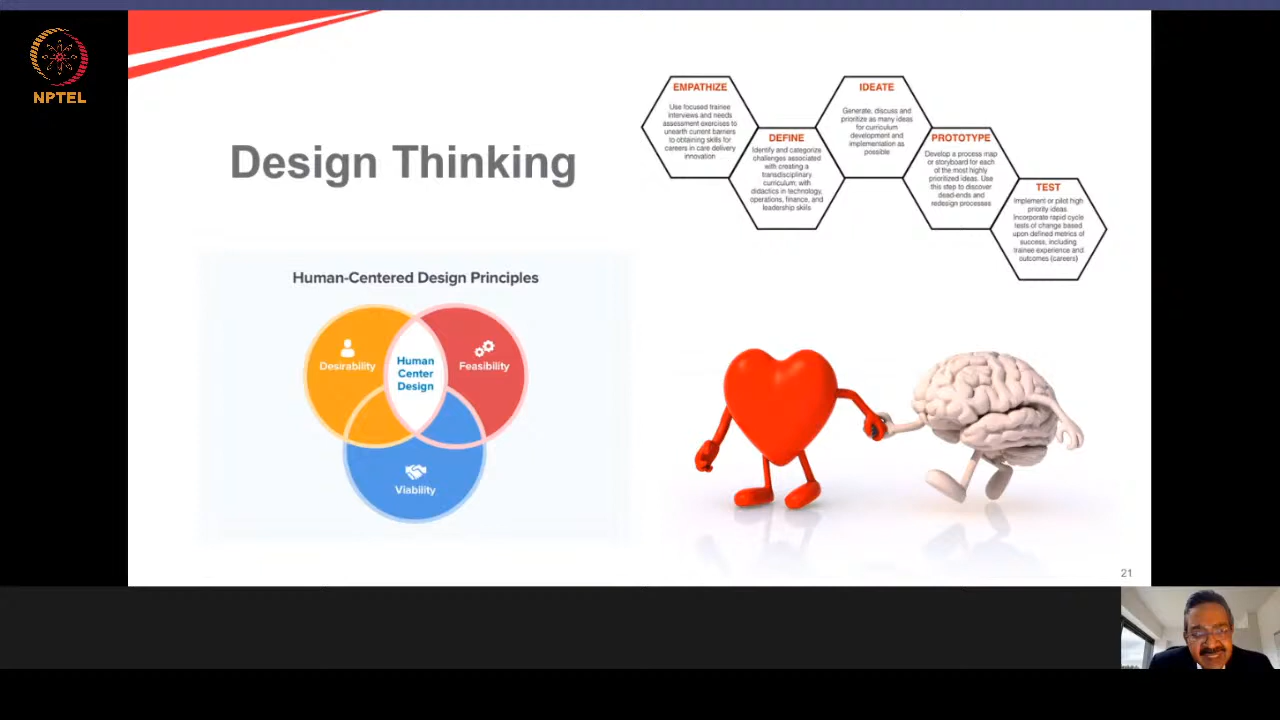 NPTEL
Design Thinking
EMPATHIZE
Use focused trainee
interviews and needs
assessment exercises to
unearth current barriers
to obtaining skills for
careers in care delivery
innovation
DEFINE
Identify and categorize
challenges associated
with creating a
transdisciplinary
curriculum; with
didactics in technology,
operations, finance, and
leadership skills
IDEATE
Generate, discuss and
prioritize as many ideas
for curriculum
development and
implementation as
possible
PROTOTYPE
Develop a process map
or storyboard for each
of the most highly
prioritized ideas. Use
this step to discover
dead-ends and
redesign processes
TEST
Implement or pilot high
priority ideas.
Incorporate rapid cycle
tests of change based
upon defined metrics of
success, including
trainee experience and
outcomes (careers)
Human-Centered Design Principles
Desirability
Human
Center
Design
Feasibility
Viability
21